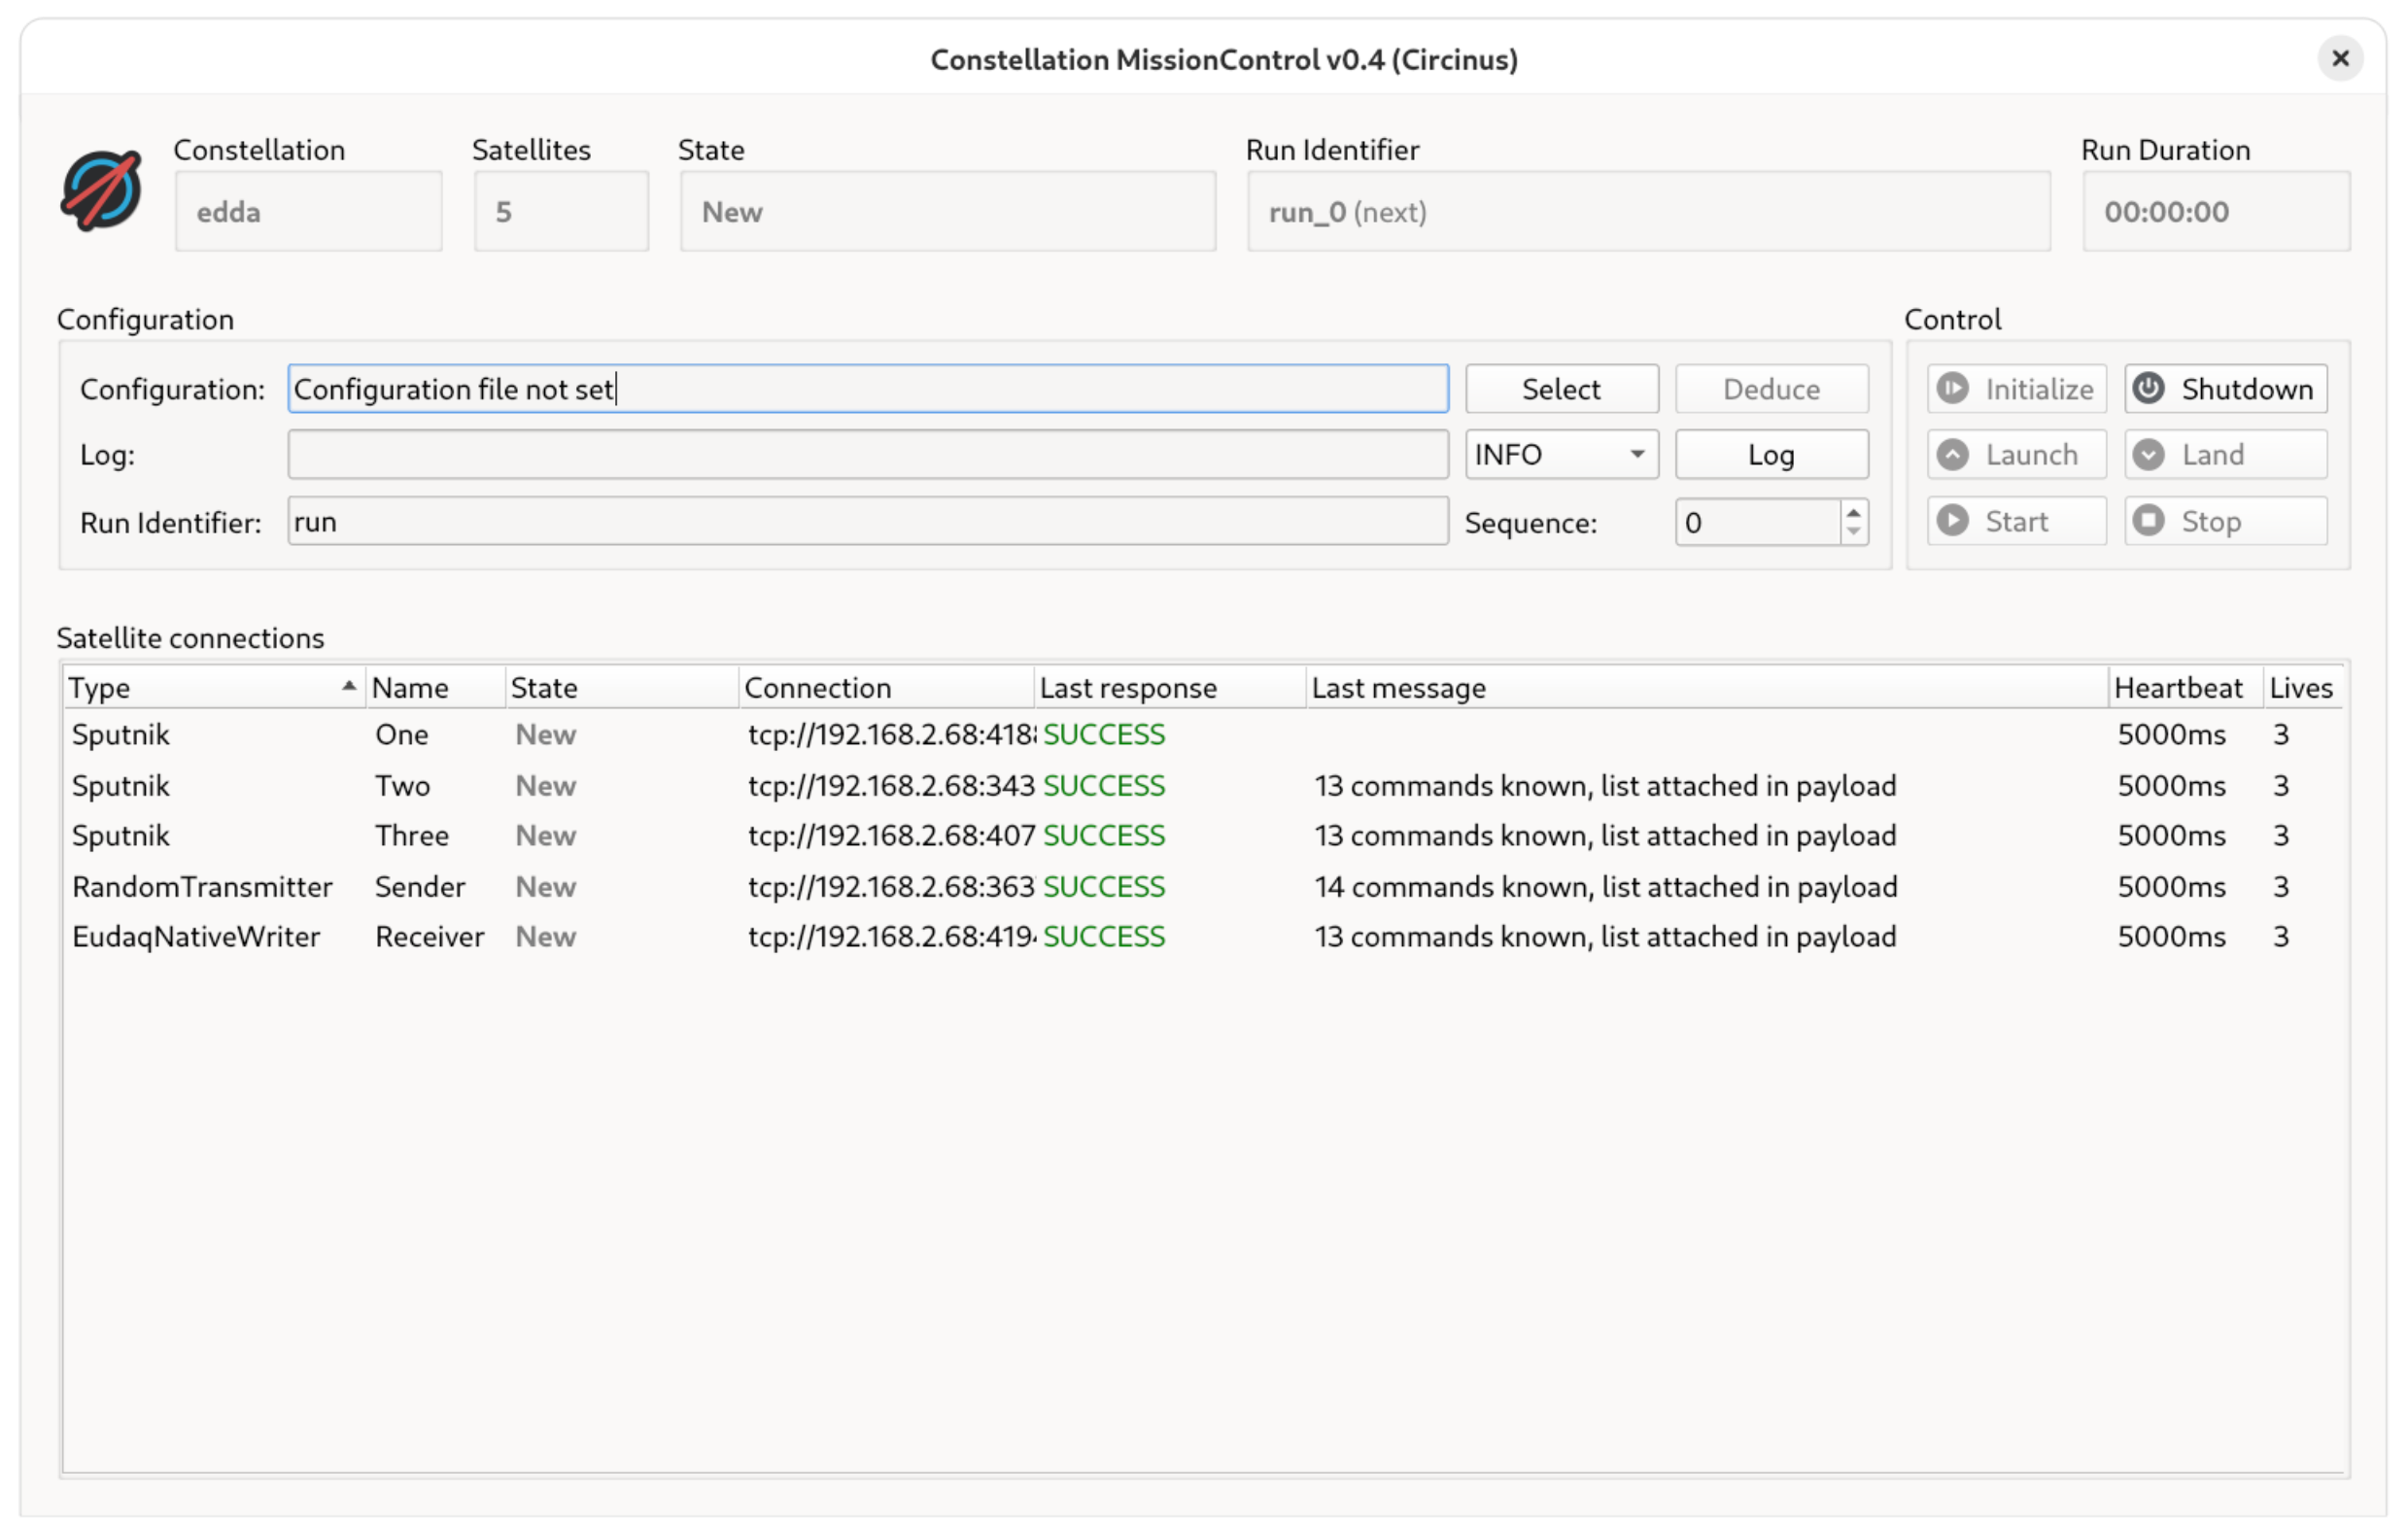 Constellation MissionControl v0.4 (Circinus)
Constellation Satellites State Run Identifier Run Duration
edda 5 New run_0 (next) 00:00:00
Configuration Control
Configuration: Configuration file not set Select Deduce Initialize Shutdown
Log: INFO Log Launch Land
Run Identifier: run Sequence: 0 Start Stop
Satellite connections
Type Name State Connection Last response Last message Heartbeat Lives
Sputnik One New tcp://192.168.2.68:418 SUCCESS 5000ms 3
Sputnik Two New tcp://192.168.2.68:343 SUCCESS 13 commands known, list attached in payload 5000ms 3
Sputnik Three New tcp://192.168.2.68:407 SUCCESS 13 commands known, list attached in payload 5000ms 3
RandomTransmitter Sender New tcp://192.168.2.68:363 SUCCESS 14 commands known, list attached in payload 5000ms 3
EudaqNativeWriter Receiver New tcp://192.168.2.68:419 SUCCESS 13 commands known, list attached in payload 5000ms 3